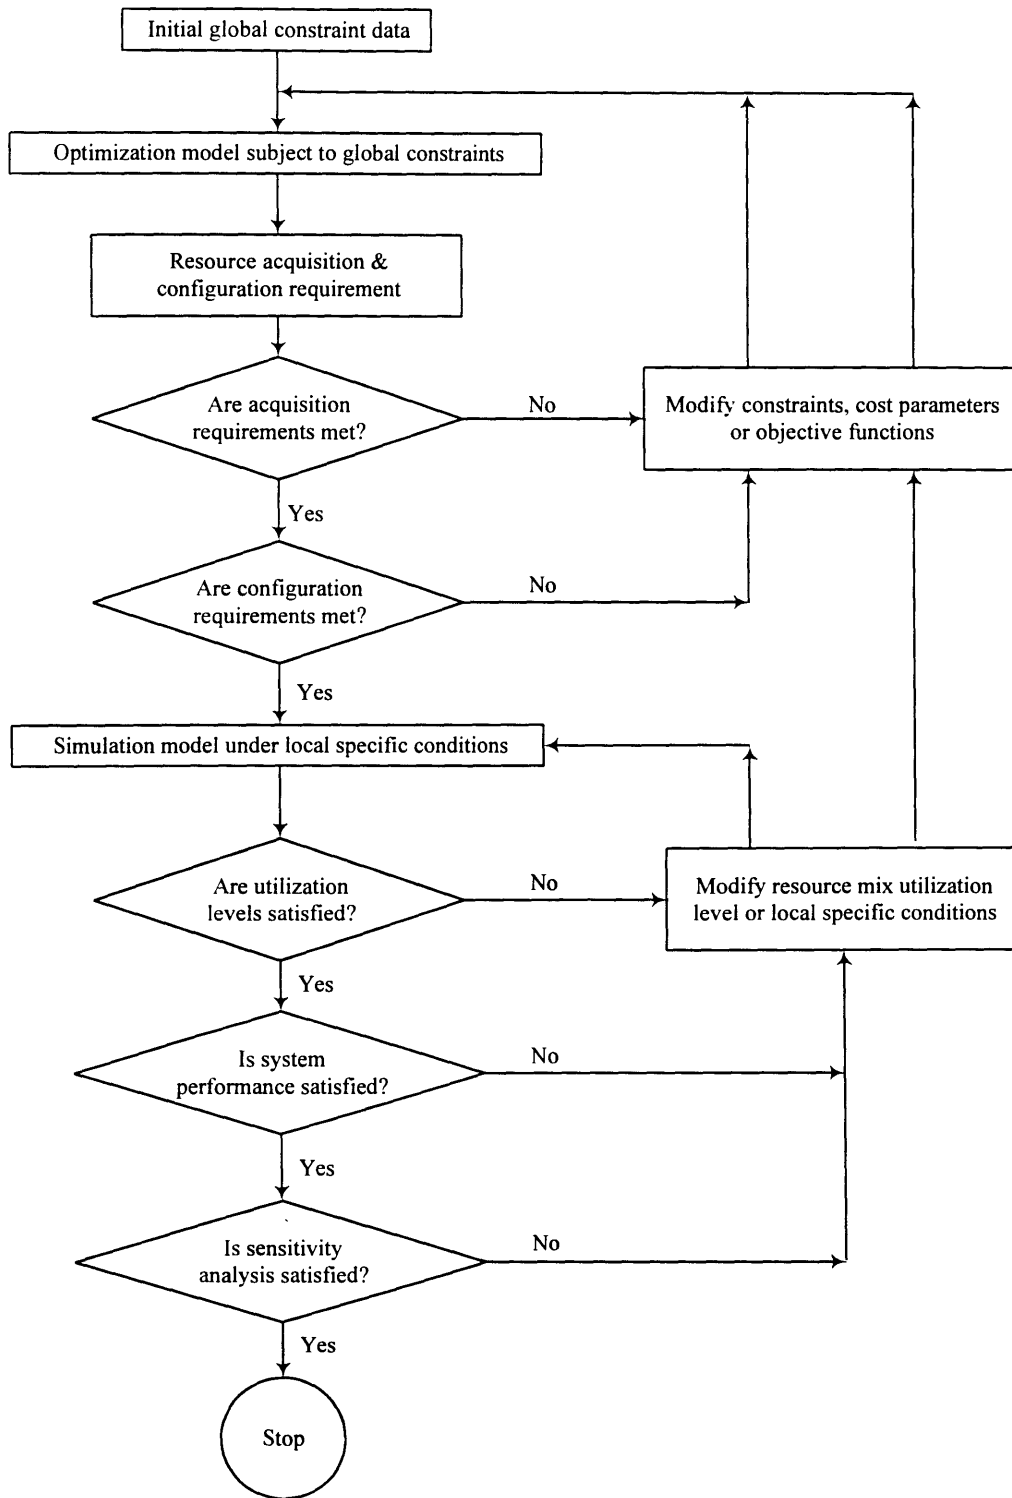 Initial global constraint data
Optimization model subject to global constraints
Resource acquisition &
configuration requirement
Are acquisition
requirements met?
No
Modify constraints, cost parameters
or objective functions
Yes
Are configuration
requirements met?
No
Yes
Simulation model under local specific conditions
Are utilization
levels satisfied?
No
Modify resource mix utilization
level or local specific conditions
Yes
Is system
performance satisfied?
No
Yes
Is sensitivity
analysis satisfied?
No
Yes
Stop